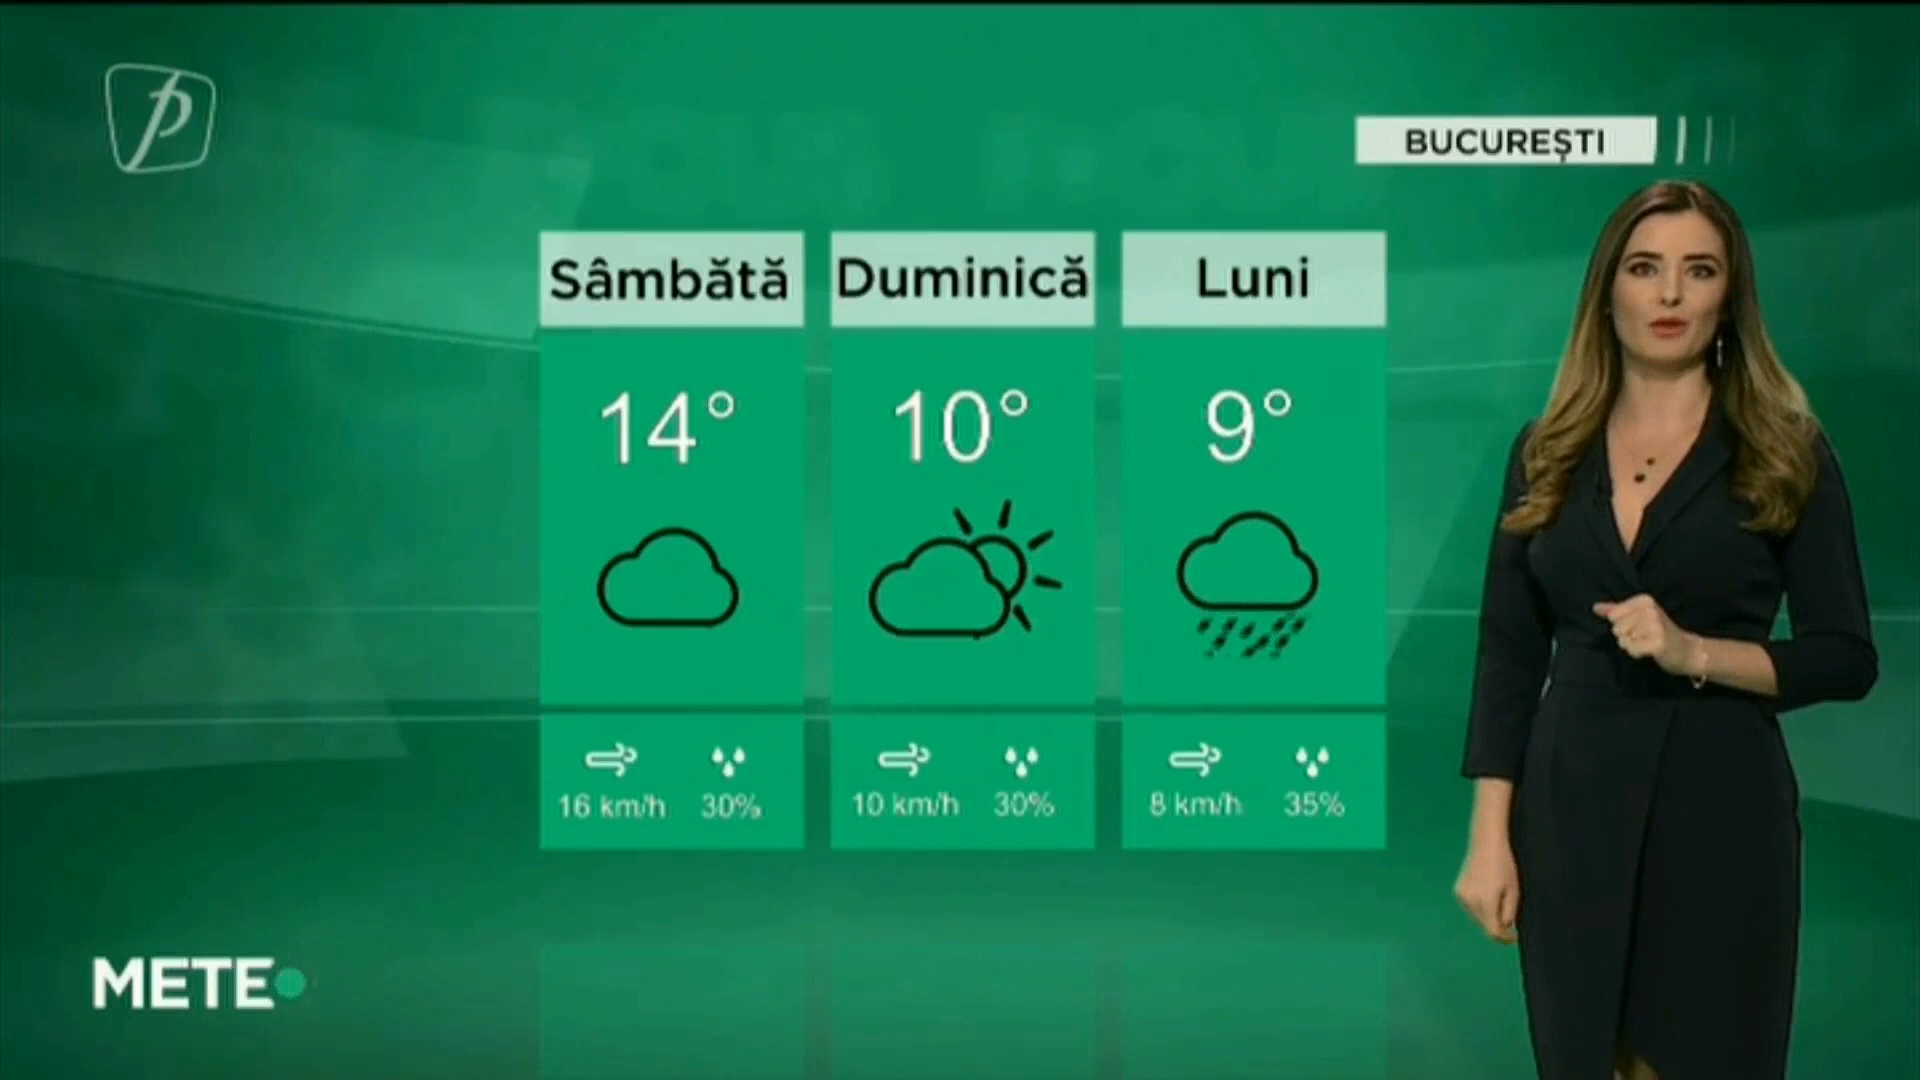 p
BUCUREȘTI
Sâmbătă
Duminică
Luni
14°
10°
9°
16 km/h 30%
10 km/h 30%
8 km/h 35%
METE